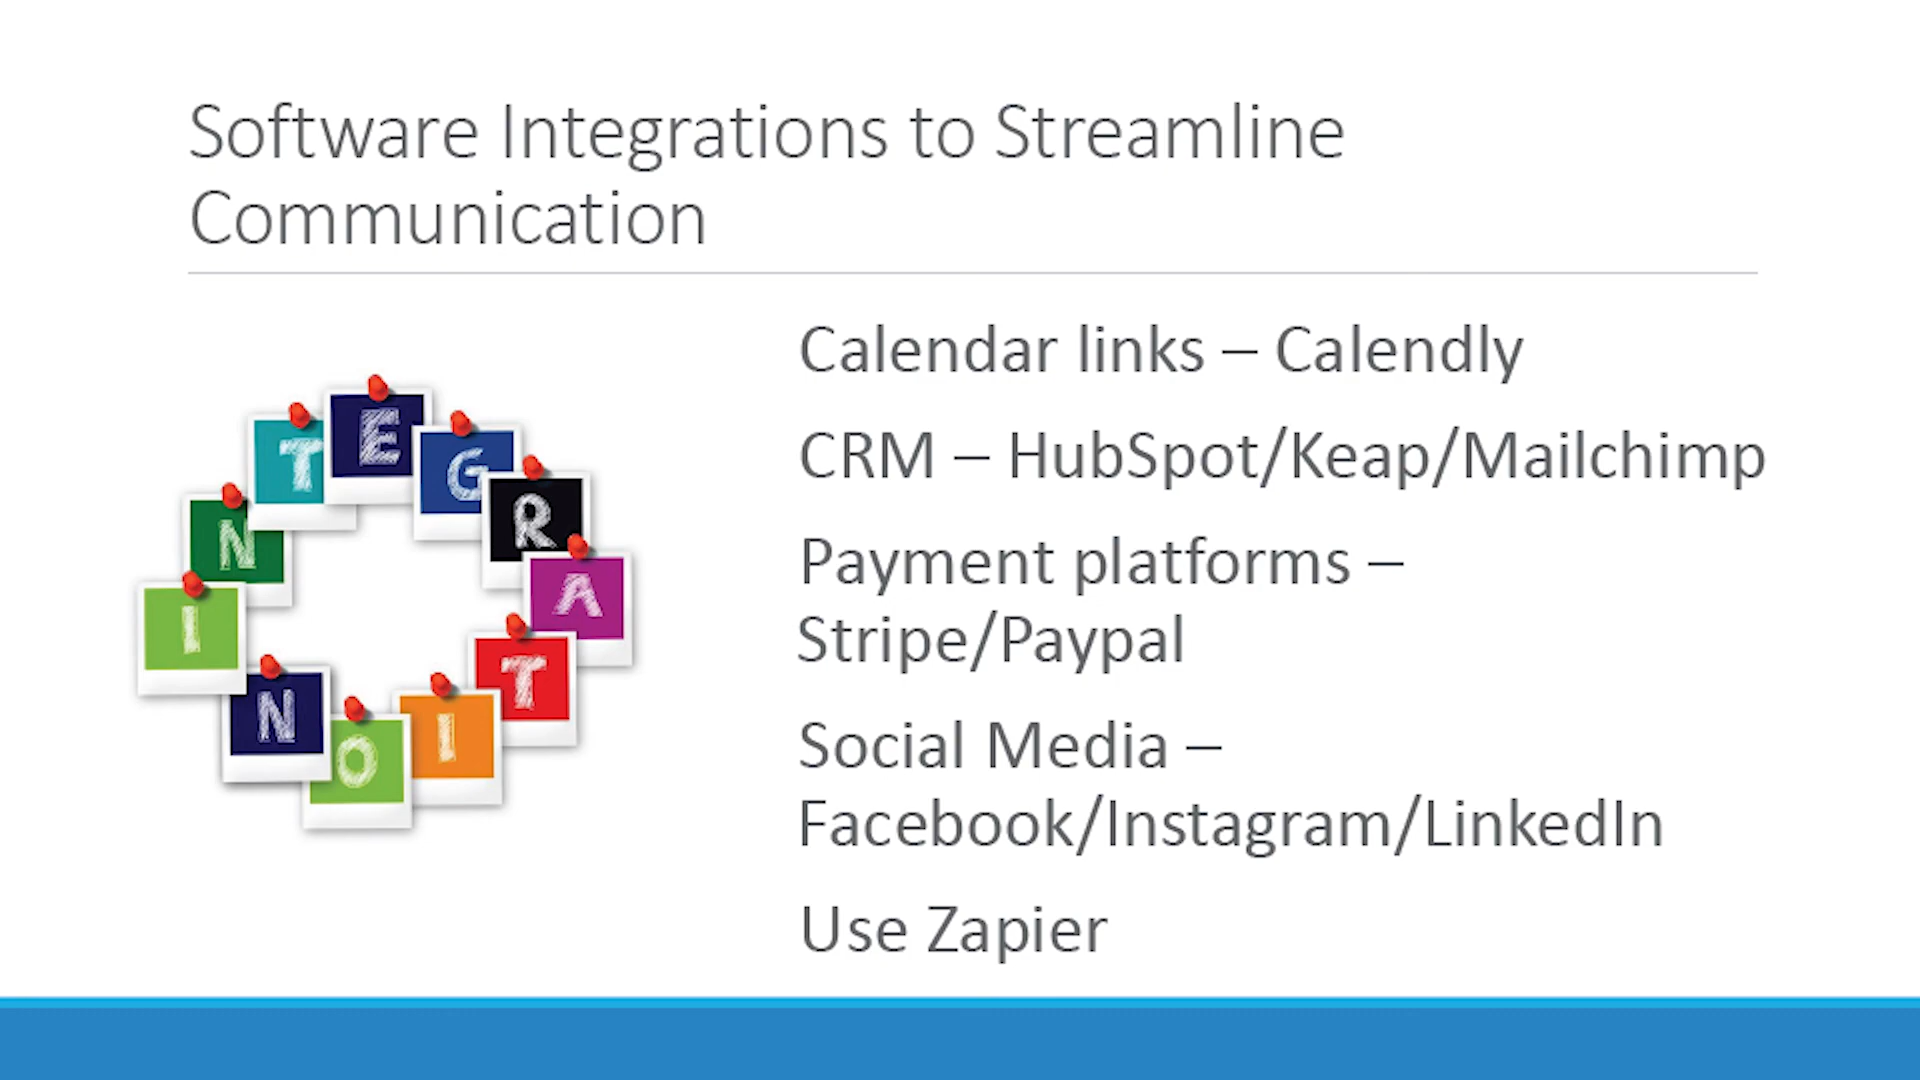 Software Integrations to Streamline
Communication
INTEGRATION
Calendar links – Calendly
CRM – HubSpot/Keap/Mailchimp
Payment platforms –
Stripe/Paypal
Social Media –
Facebook/Instagram/LinkedIn
Use Zapier